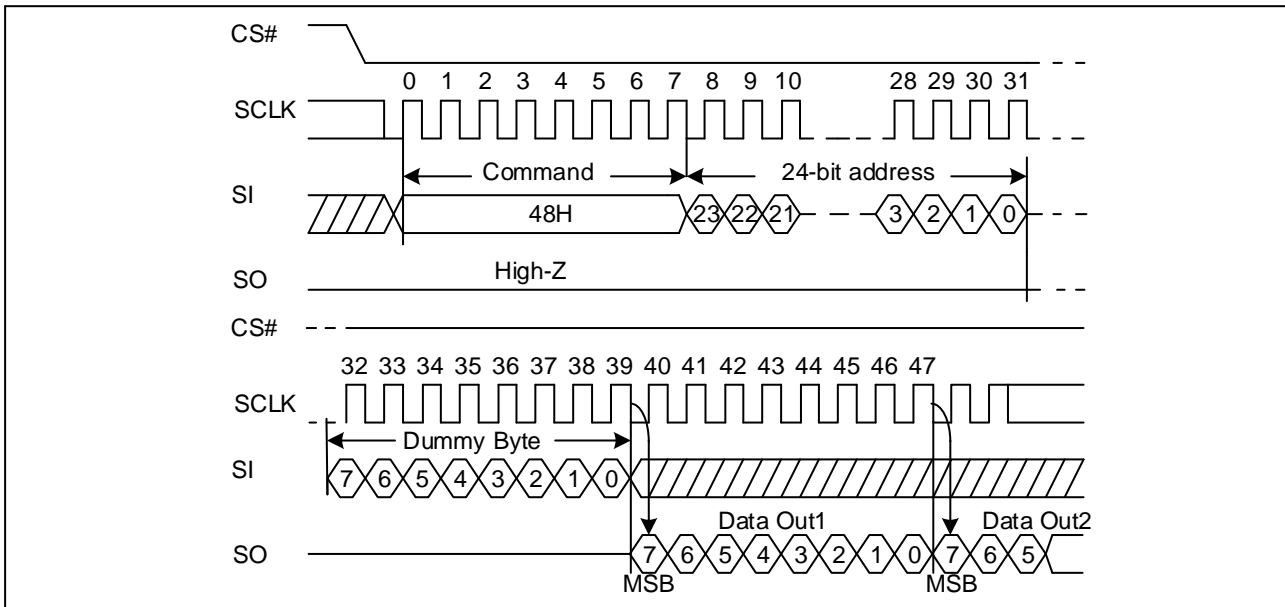 CS#
0 1 2 3 4 5 6 7 8 9 10 28 29 30 31
SCLK
Command 24-bit address
SI
48H 23 22 21 3 2 1 0
High-Z
SO
CS#
32 33 34 35 36 37 38 39 40 41 42 43 44 45 46 47
SCLK
Dummy Byte
SI
7 6 5 4 3 2 1 0
Data Out1 Data Out2
SO
7 6 5 4 3 2 1 0 7 6 5
MSB MSB